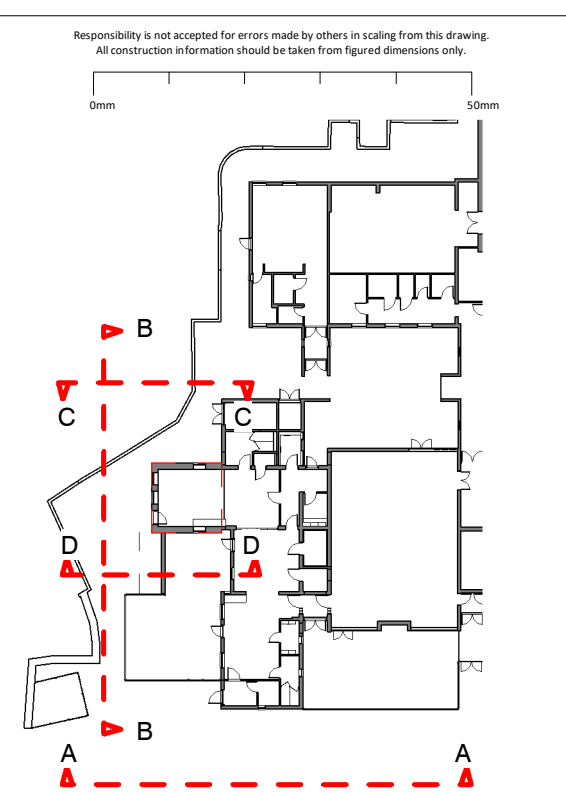 Responsibility is not accepted for errors made by others in scaling from this drawing.
All construction information should be taken from figured dimensions only.
0mm 50mm
B
C C
D D
B
A A